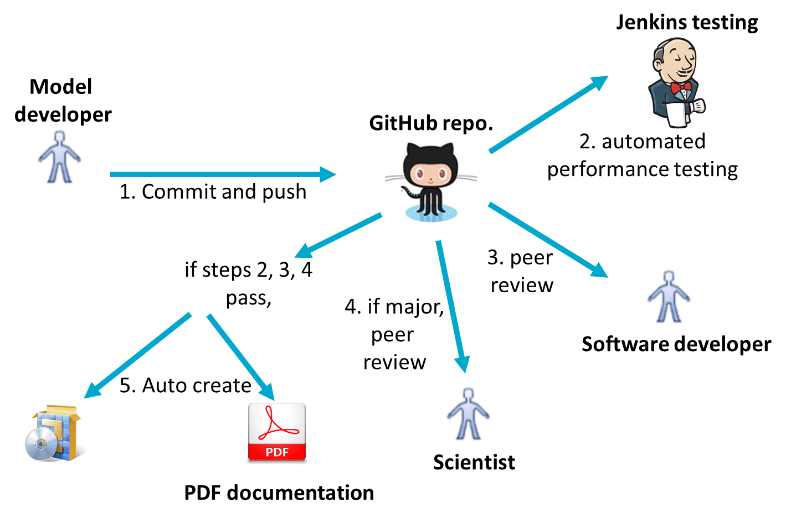 Jenkins testing
Model
developer
GitHub repo.
2. automated
performance testing
1. Commit and push
3. peer
review
if steps 2, 3, 4
pass,
4. if major,
peer
review
Software developer
5. Auto create
PDF
Scientist
PDF documentation